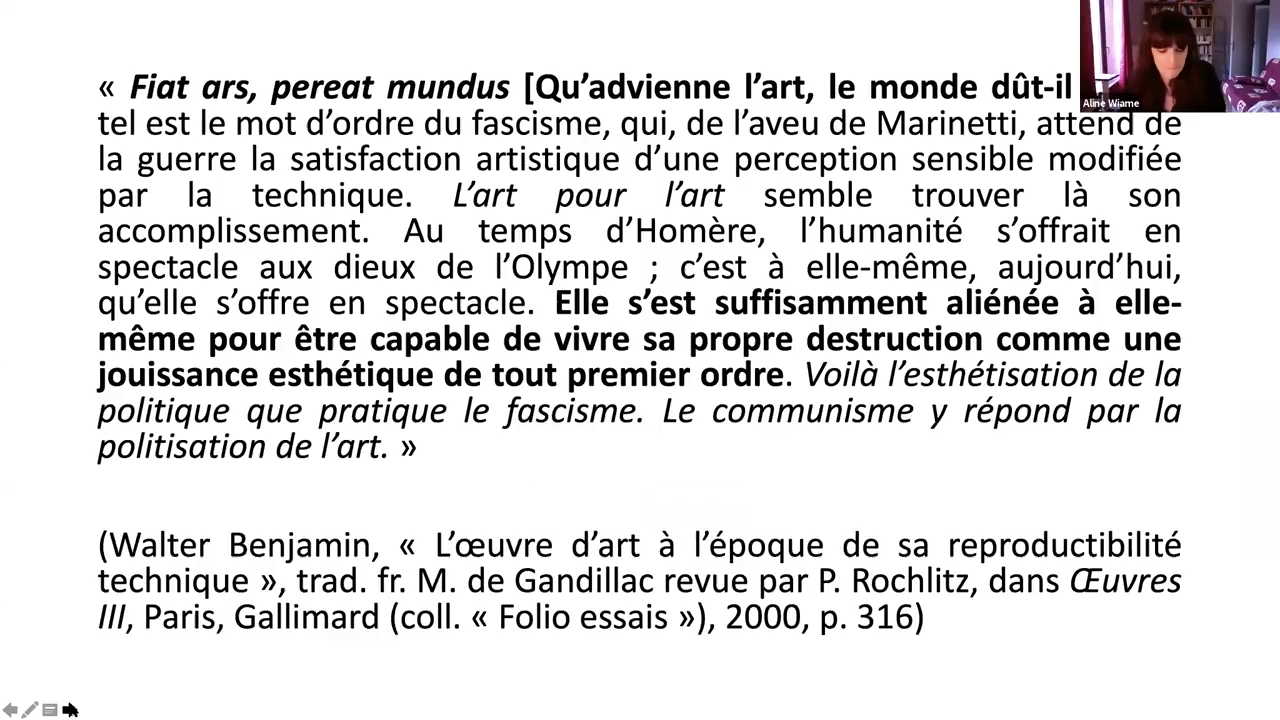 « Fiat ars, pereat mundus [Qu’advienne l’art, le monde dût-il
Aline Wiame
tel est le mot d’ordre du fascisme, qui, de l’aveu de Marinetti, attend de
la guerre la satisfaction artistique d’une perception sensible modifiée
par la technique. L’art pour l’art semble trouver là son
accomplissement. Au temps d’Homère, l’humanité s’offrait en
spectacle aux dieux de l’Olympe ; c’est à elle-même, aujourd’hui,
qu’elle s’offre en spectacle. Elle s’est suffisamment aliénée à elle-
même pour être capable de vivre sa propre destruction comme une
jouissance esthétique de tout premier ordre. Voilà l’esthétisation de la
politique que pratique le fascisme. Le communisme y répond par la
politisation de l’art. »
(Walter Benjamin, « L’œuvre d’art à l’époque de sa reproductibilité
technique », trad. fr. M. de Gandillac revue par P. Rochlitz, dans Œuvres
III, Paris, Gallimard (coll. « Folio essais »), 2000, p. 316)